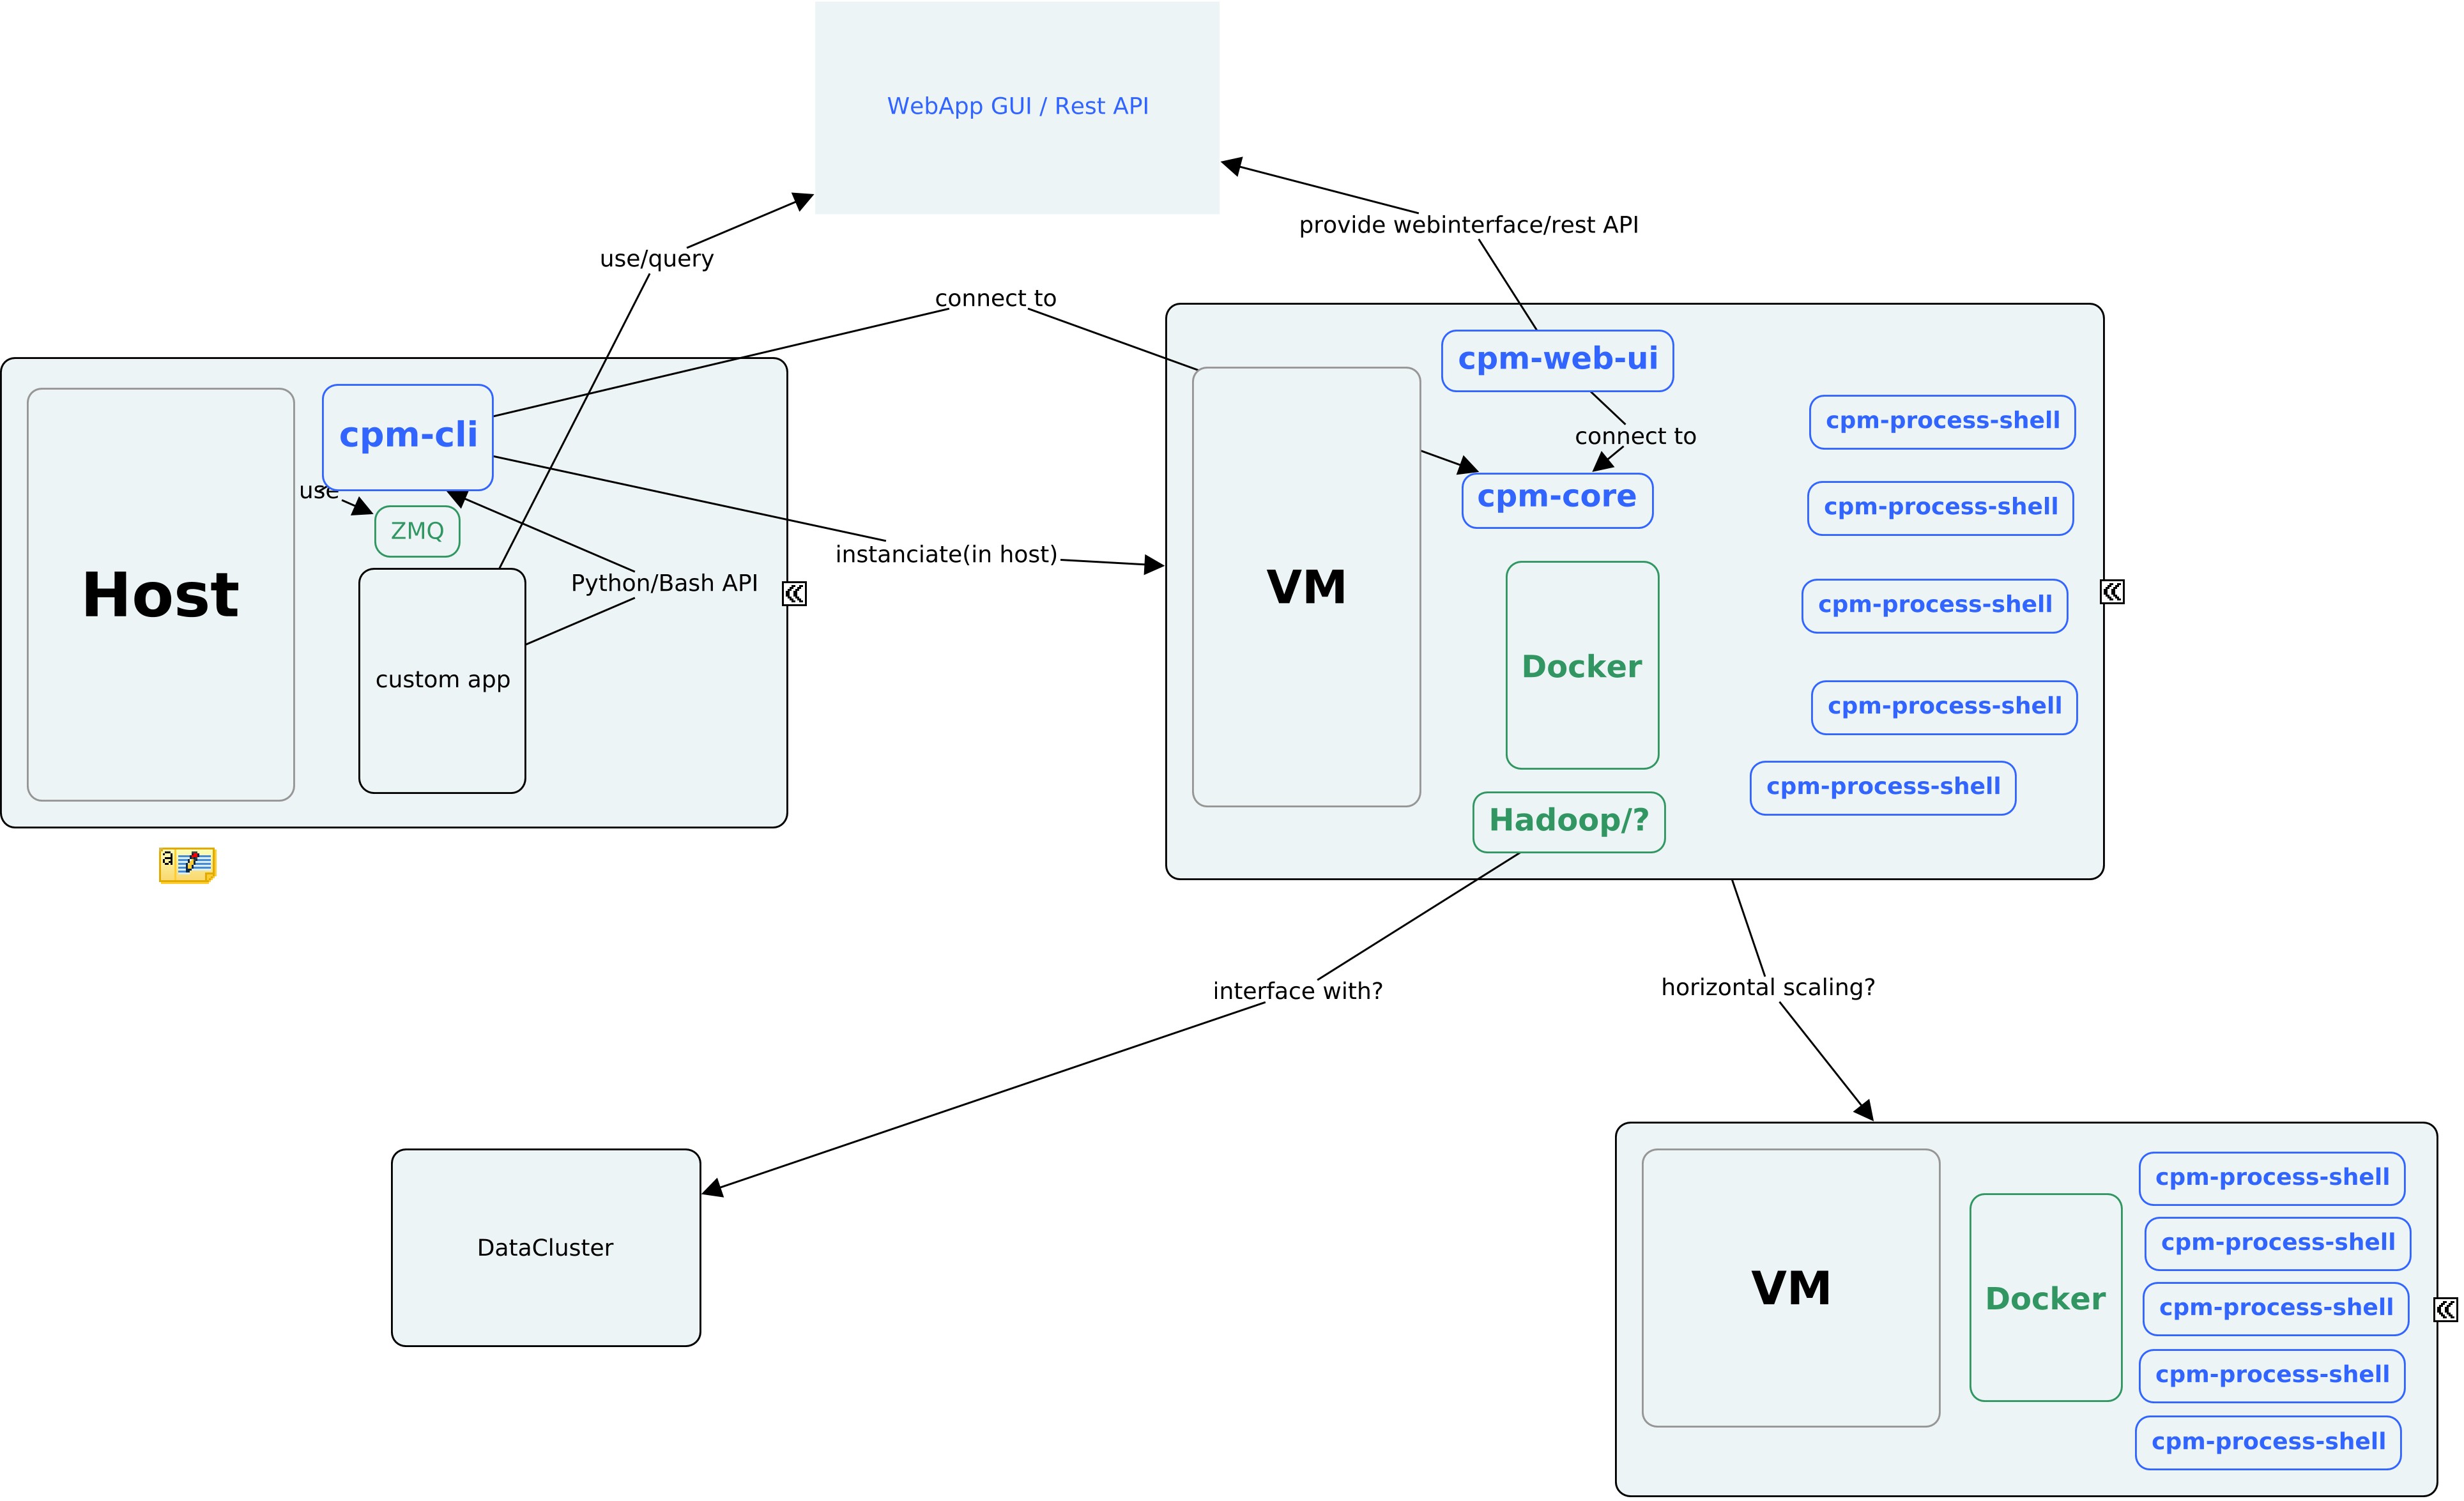 WebApp GUI / Rest API
provide webinterface/rest API
use/query
connect to
cpm-web-ui
cpm-cli
connect to
cpm-process-shell
use
ZMQ
cpm-core
cpm-process-shell
instanciate(in host)
Python/Bash API
Host
VM
cpm-process-shell
custom app
Docker
cpm-process-shell
cpm-process-shell
Hadoop/?
a
interface with?
horizontal scaling?
DataCluster
VM
Docker
cpm-process-shell
cpm-process-shell
cpm-process-shell
cpm-process-shell
cpm-process-shell